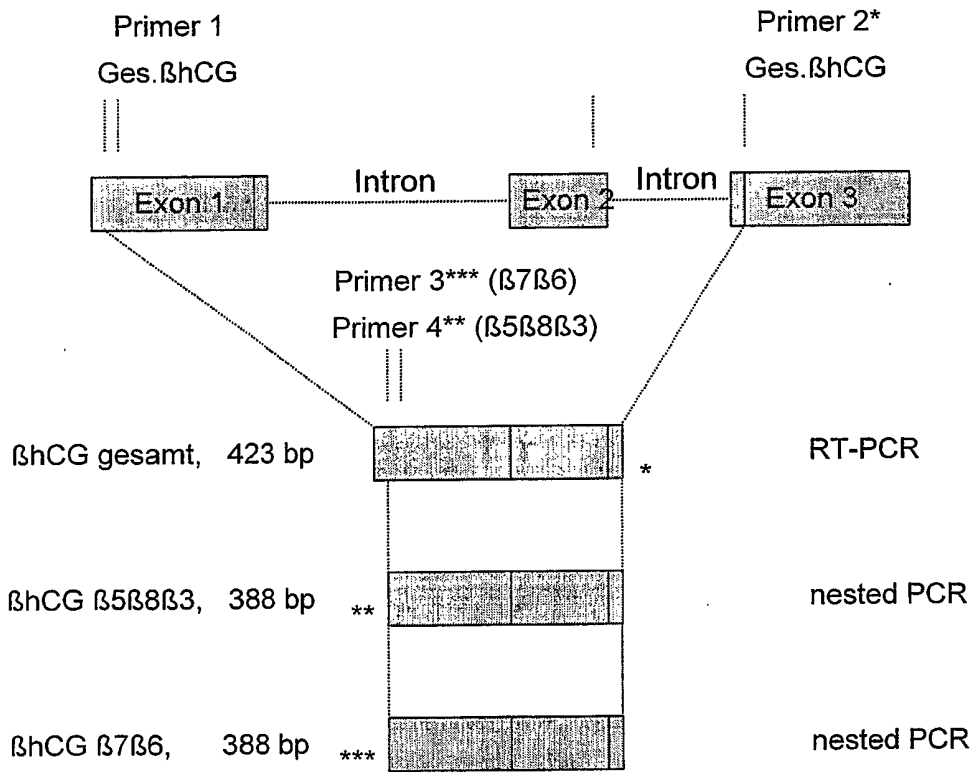 Primer 1
Ges.ßhCG
Primer 2*
Ges.ßhCG
Exon 1
Intron
Exon 2
Intron
Exon 3
Primer 3*** (ß7ß6)
Primer 4** (ß5ß8ß3)
ßhCG gesamt, 423 bp * RT-PCR
ßhCG ß5ß8ß3, 388 bp ** nested PCR
ßhCG ß7ß6, 388 bp *** nested PCR